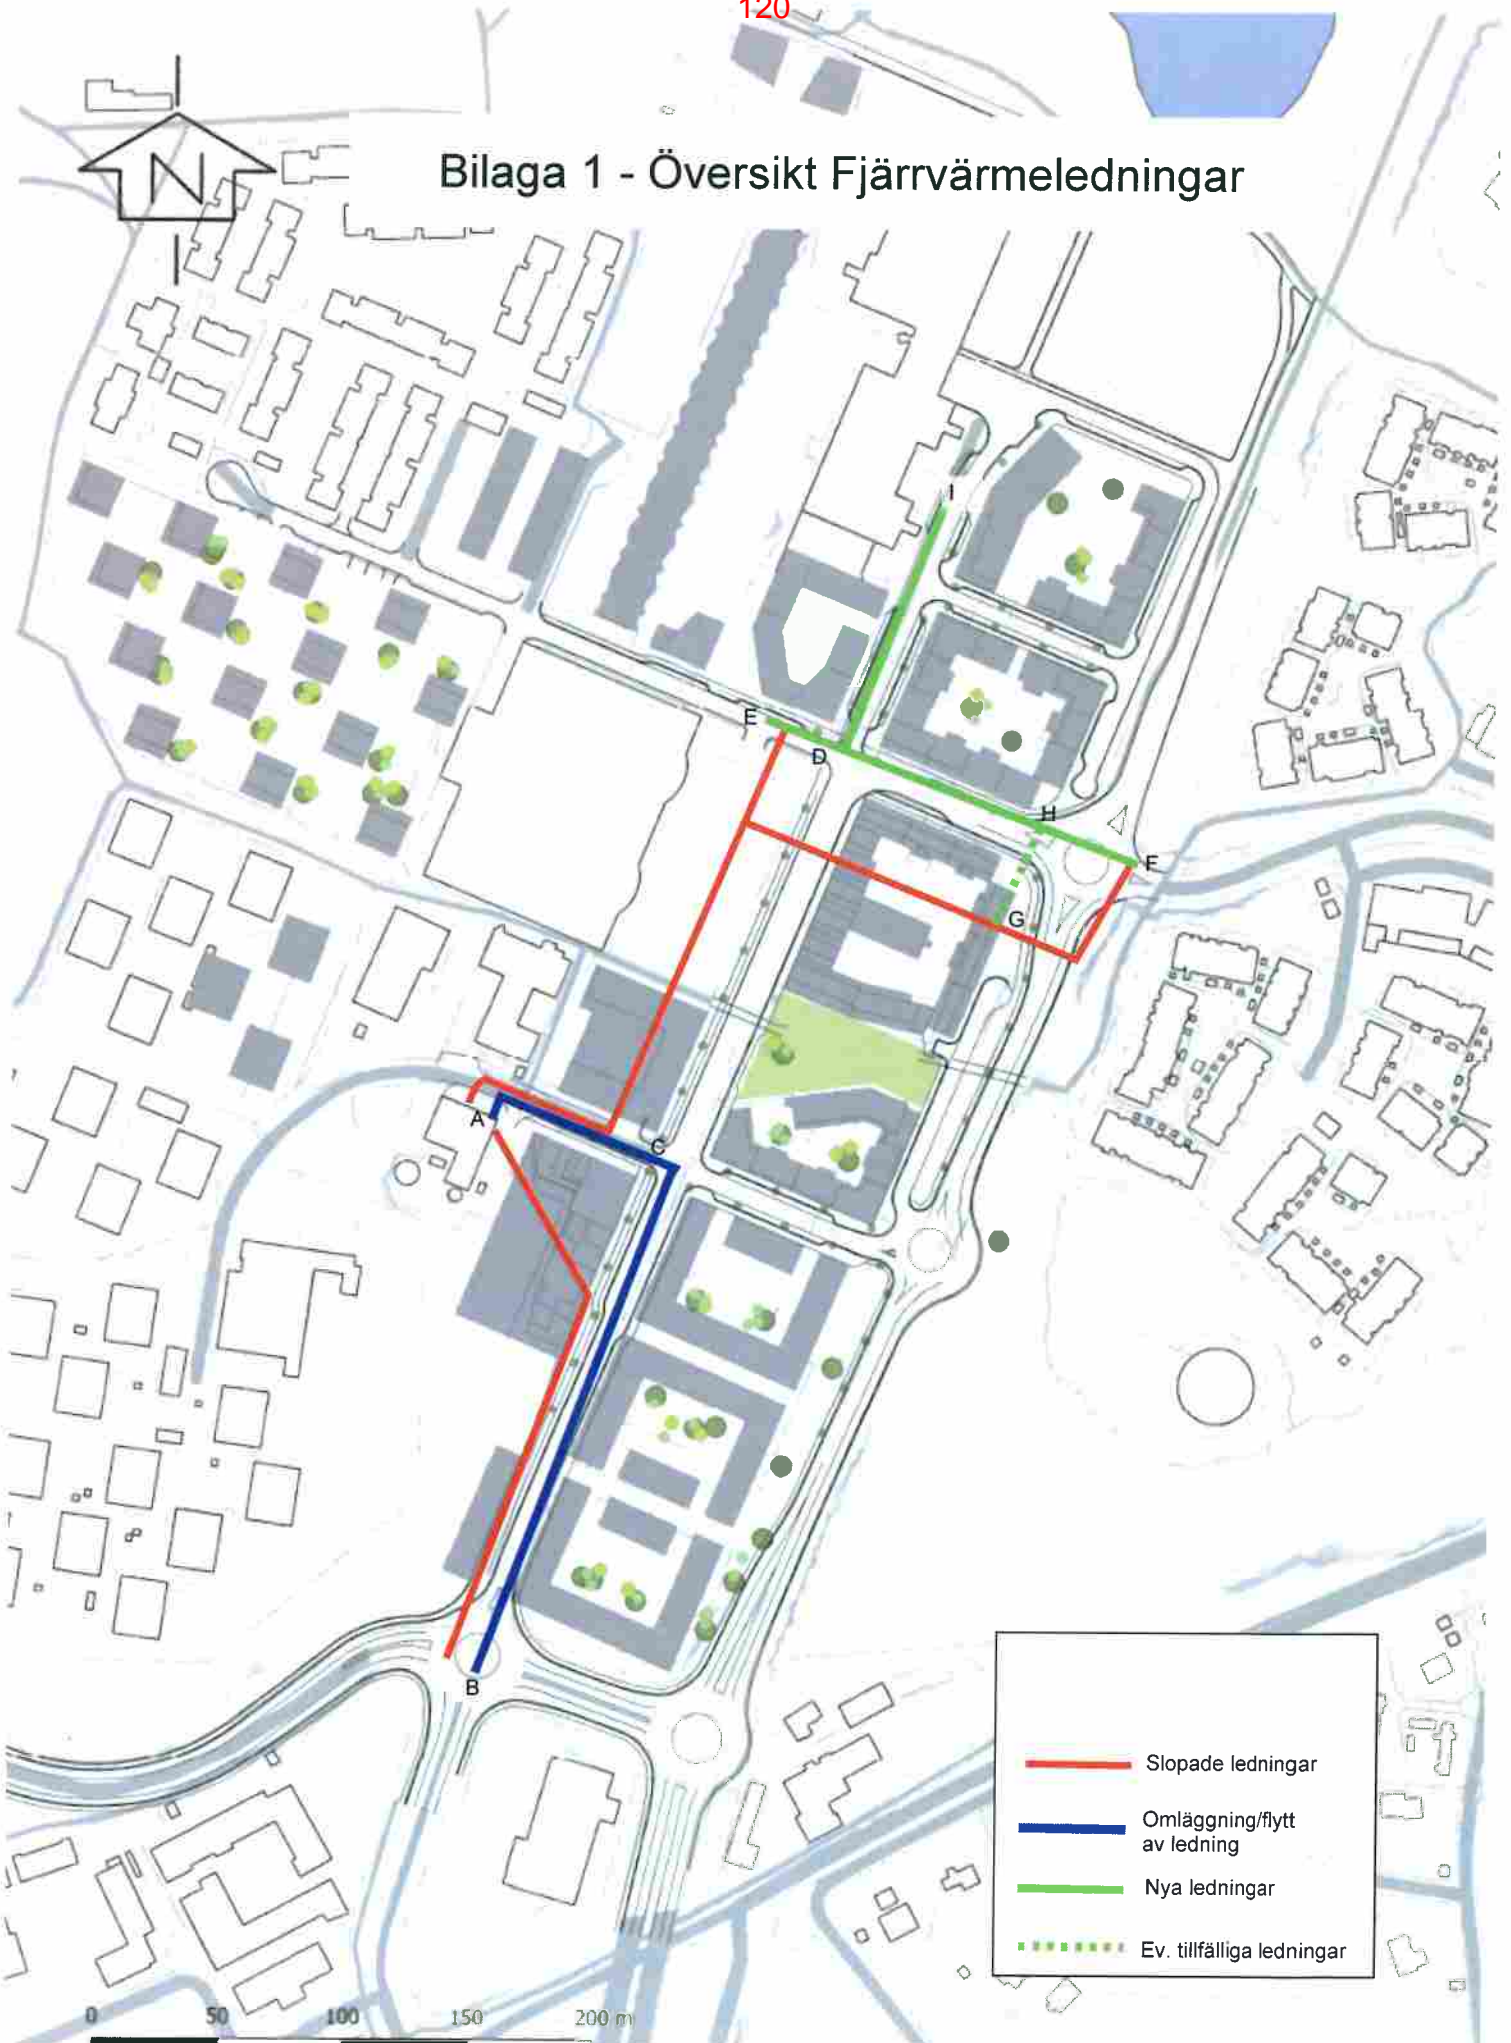 120
N
Bilaga 1 - Översikt Fjärrvärmeledningar
I
E
D
H
F
G
A
C
B
Slopade ledningar
Omläggning/flytt
av ledning
Nya ledningar
Ev. tillfälliga ledningar
0 50 100 150 200 m